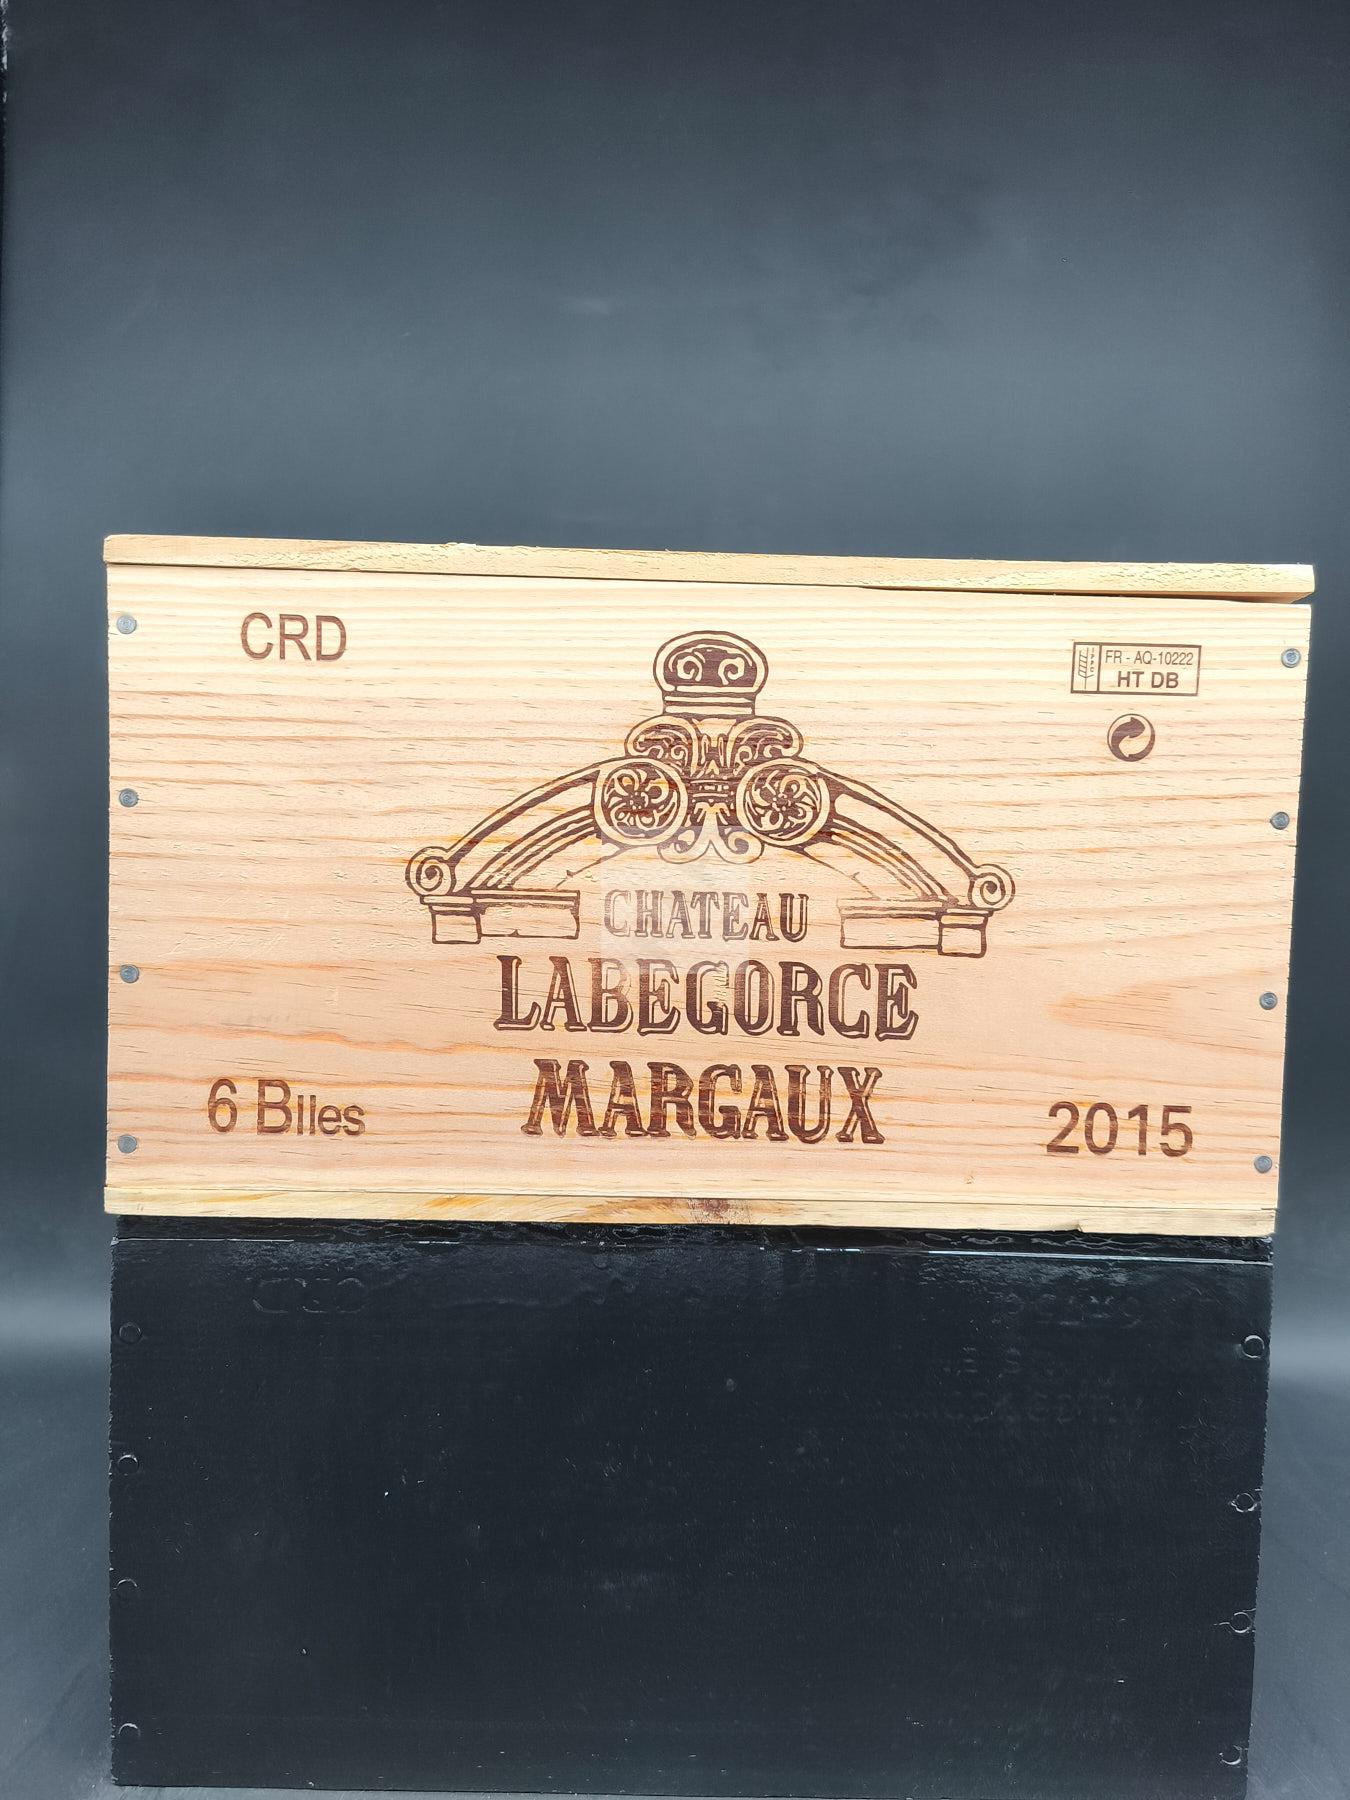 CRD
FR - AQ-10222
HT DB
CHATEAU
LABEGORCE
MARGAUX
6 Blles
2015